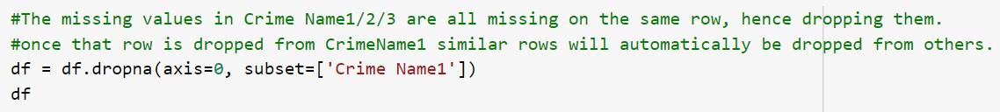 #The missing values in Crime Name1/2/3 are all missing on the same row, hence dropping them.
#once that row is dropped from CrimeName1 similar rows will automatically be dropped from others.
df = df.dropna(axis=0, subset=['Crime Name1'])
df